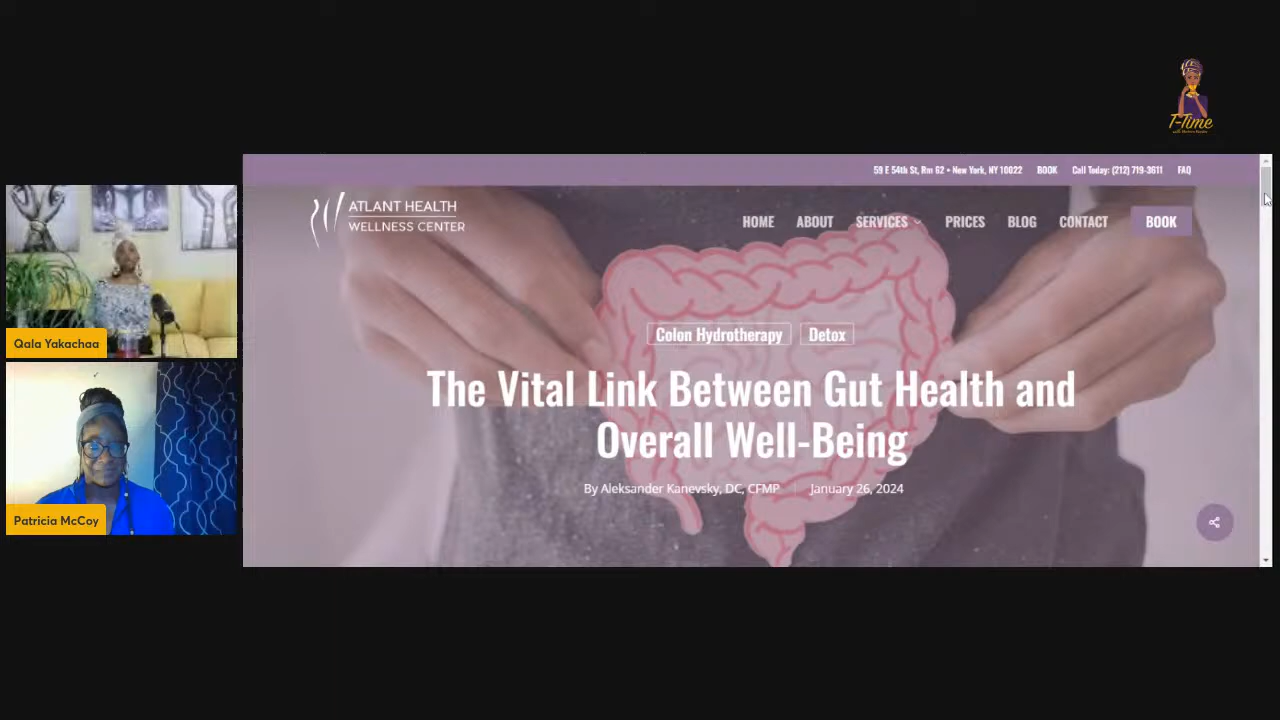 T-Time
59 E 54th St, Rm 62 • New York, NY 10022 BOOK Call Today: (212) 719-3611 FAQ
ATLANT HEALTH
WELLNESS CENTER
HOME ABOUT SERVICES PRICES BLOG CONTACT BOOK
Qala Yakachaa
Colon Hydrotherapy Detox
The Vital Link Between Gut Health and
Overall Well-Being
By Aleksander Kanevsky, DC, CFMP January 26, 2024
Patricia McCoy